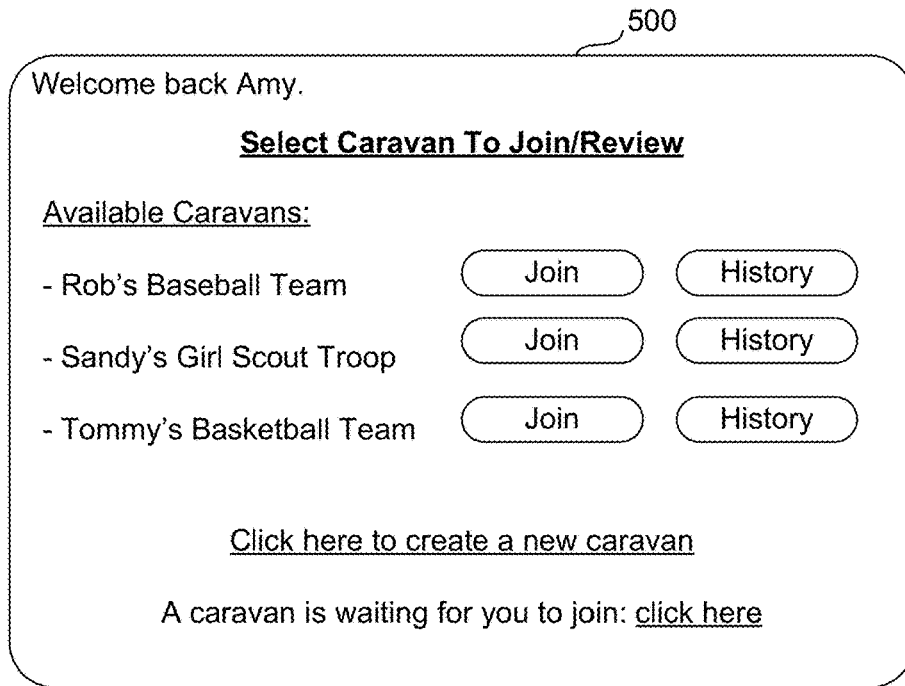 500
Welcome back Amy.
Select Caravan To Join/Review
Available Caravans:
- Rob's Baseball Team Join History
- Sandy's Girl Scout Troop Join History
- Tommy's Basketball Team Join History
Click here to create a new caravan
A caravan is waiting for you to join: click here